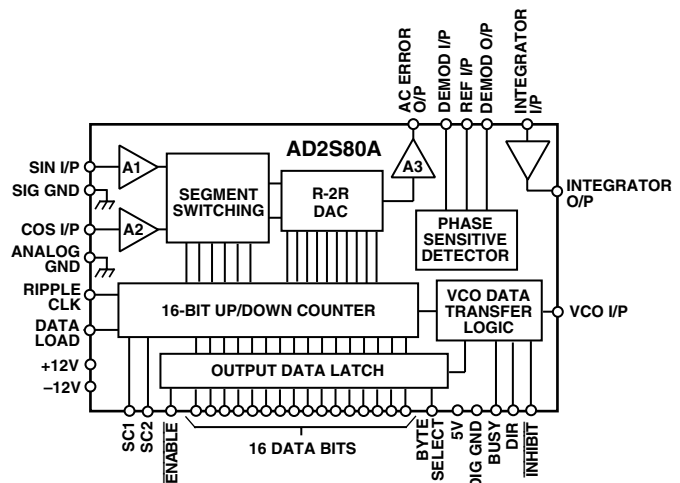 AC ERROR
O/P
DEMOD I/P
REF I/P
DEMOD O/P
INTEGRATOR
I/P
AD2S80A
SIN I/P
A1
SIG GND
SEGMENT
SWITCHING
R-2R
DAC
A3
INTEGRATOR
O/P
COS I/P
A2
PHASE
SENSITIVE
DETECTOR
ANALOG
GND
RIPPLE
CLK
16-BIT UP/DOWN COUNTER
VCO DATA
TRANSFER
LOGIC
VCO I/P
DATA
LOAD
+12V
OUTPUT DATA LATCH
–12V
SC1
SC2
ENABLE
16 DATA BITS
BYTE
SELECT
5V
DIG GND
BUSY
DIR
INHIBIT